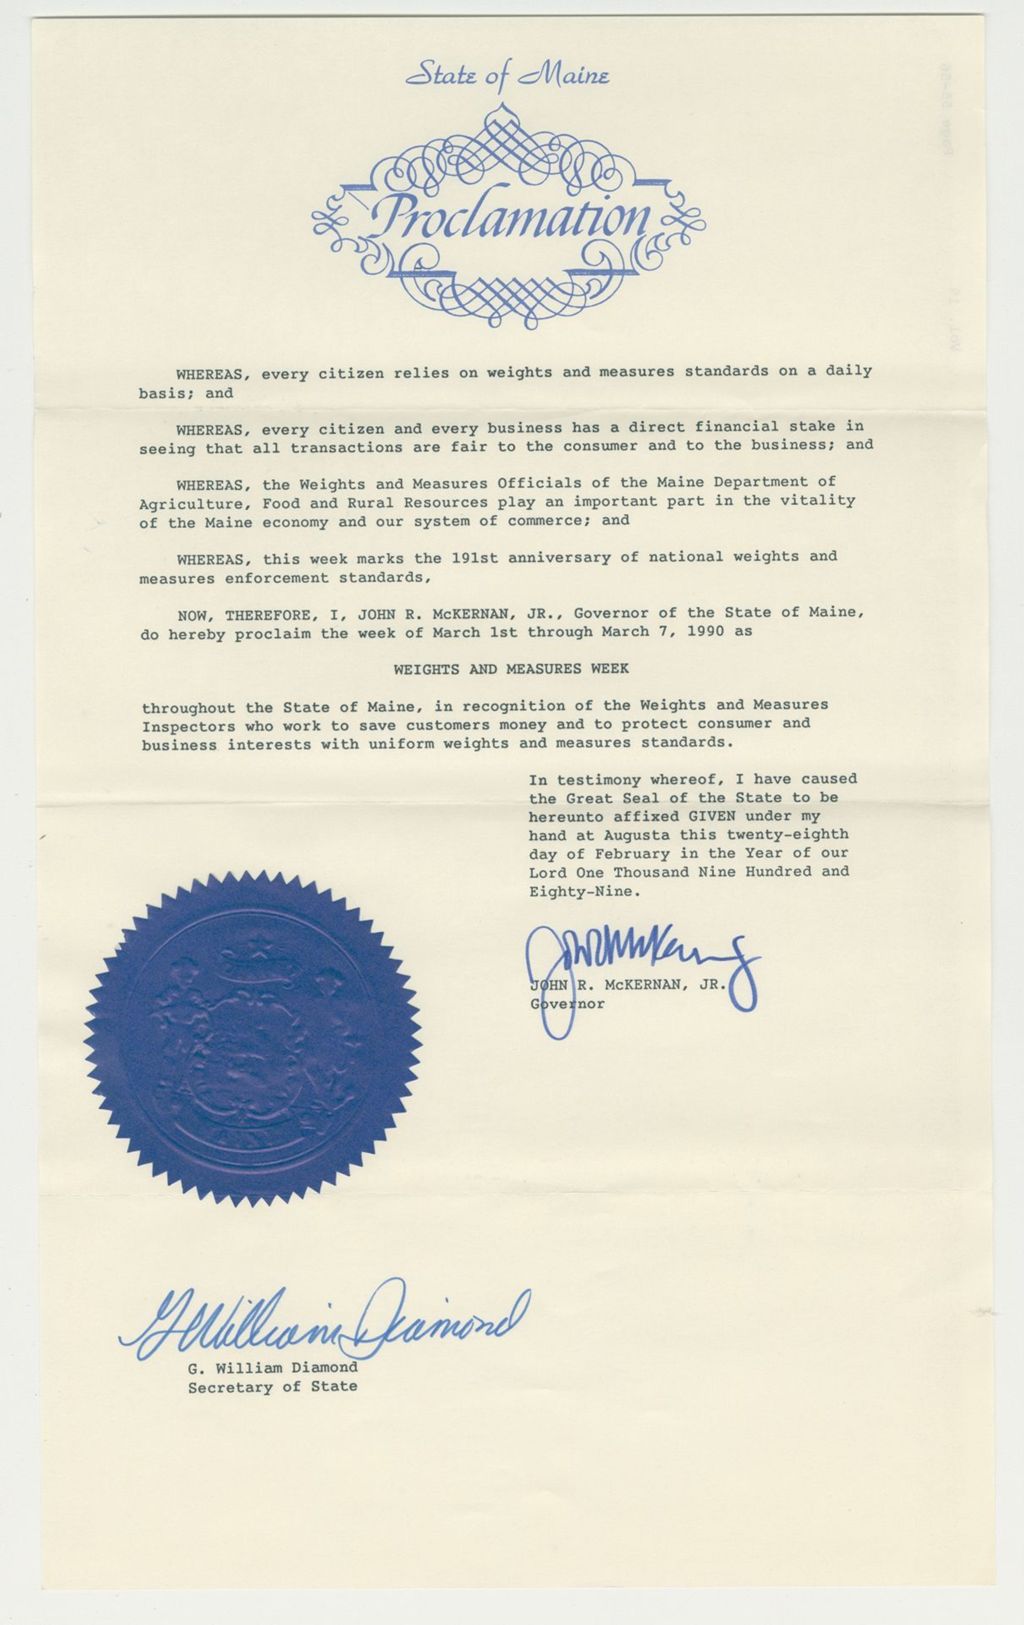 State of Maine
Proclamation
WHEREAS, every citizen relies on weights and measures standards on a daily
basis; and
WHEREAS, every citizen and every business has a direct financial stake in
seeing that all transactions are fair to the consumer and to the business; and
WHEREAS, the Weights and Measures Officials of the Maine Department of
Agriculture, Food and Rural Resources play an important part in the vitality
of the Maine economy and our system of commerce; and
WHEREAS, this week marks the 191st anniversary of national weights and
measures enforcement standards,
NOW, THEREFORE, I, JOHN R. McKERNAN, JR., Governor of the State of Maine,
do hereby proclaim the week of March 1st through March 7, 1990 as
WEIGHTS AND MEASURES WEEK
throughout the State of Maine, in recognition of the Weights and Measures
Inspectors who work to save customers money and to protect consumer and
business interests with uniform weights and measures standards.
In testimony whereof, I have caused
the Great Seal of the State to be
hereunto affixed GIVEN under my
hand at Augusta this twenty-eighth
day of February in the Year of our
Lord One Thousand Nine Hundred and
Eighty-Nine.
John R McKernan Jr
JOHN R. McKERNAN, JR.
Governor
G William Diamond
G. William Diamond
Secretary of State